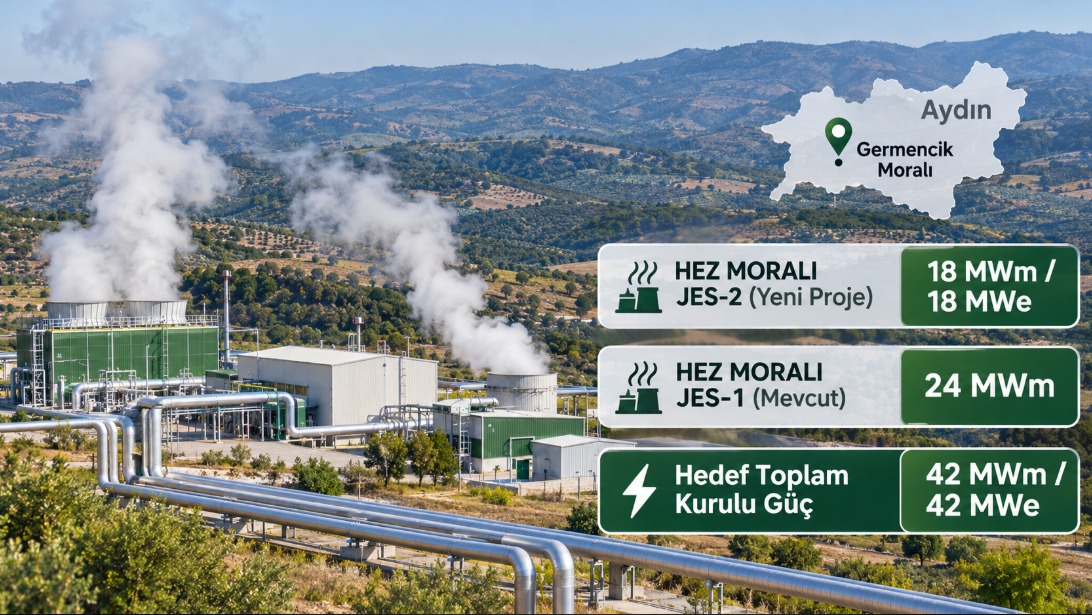 Aydın
Germencik
Moralı
HEZ MORALI
JES-2 (Yeni Proje)
18 MWm /
18 MWe
HEZ MORALI
JES-1 (Mevcut)
24 MWm
Hedef Toplam
Kurulu Güç
42 MWm /
42 MWe